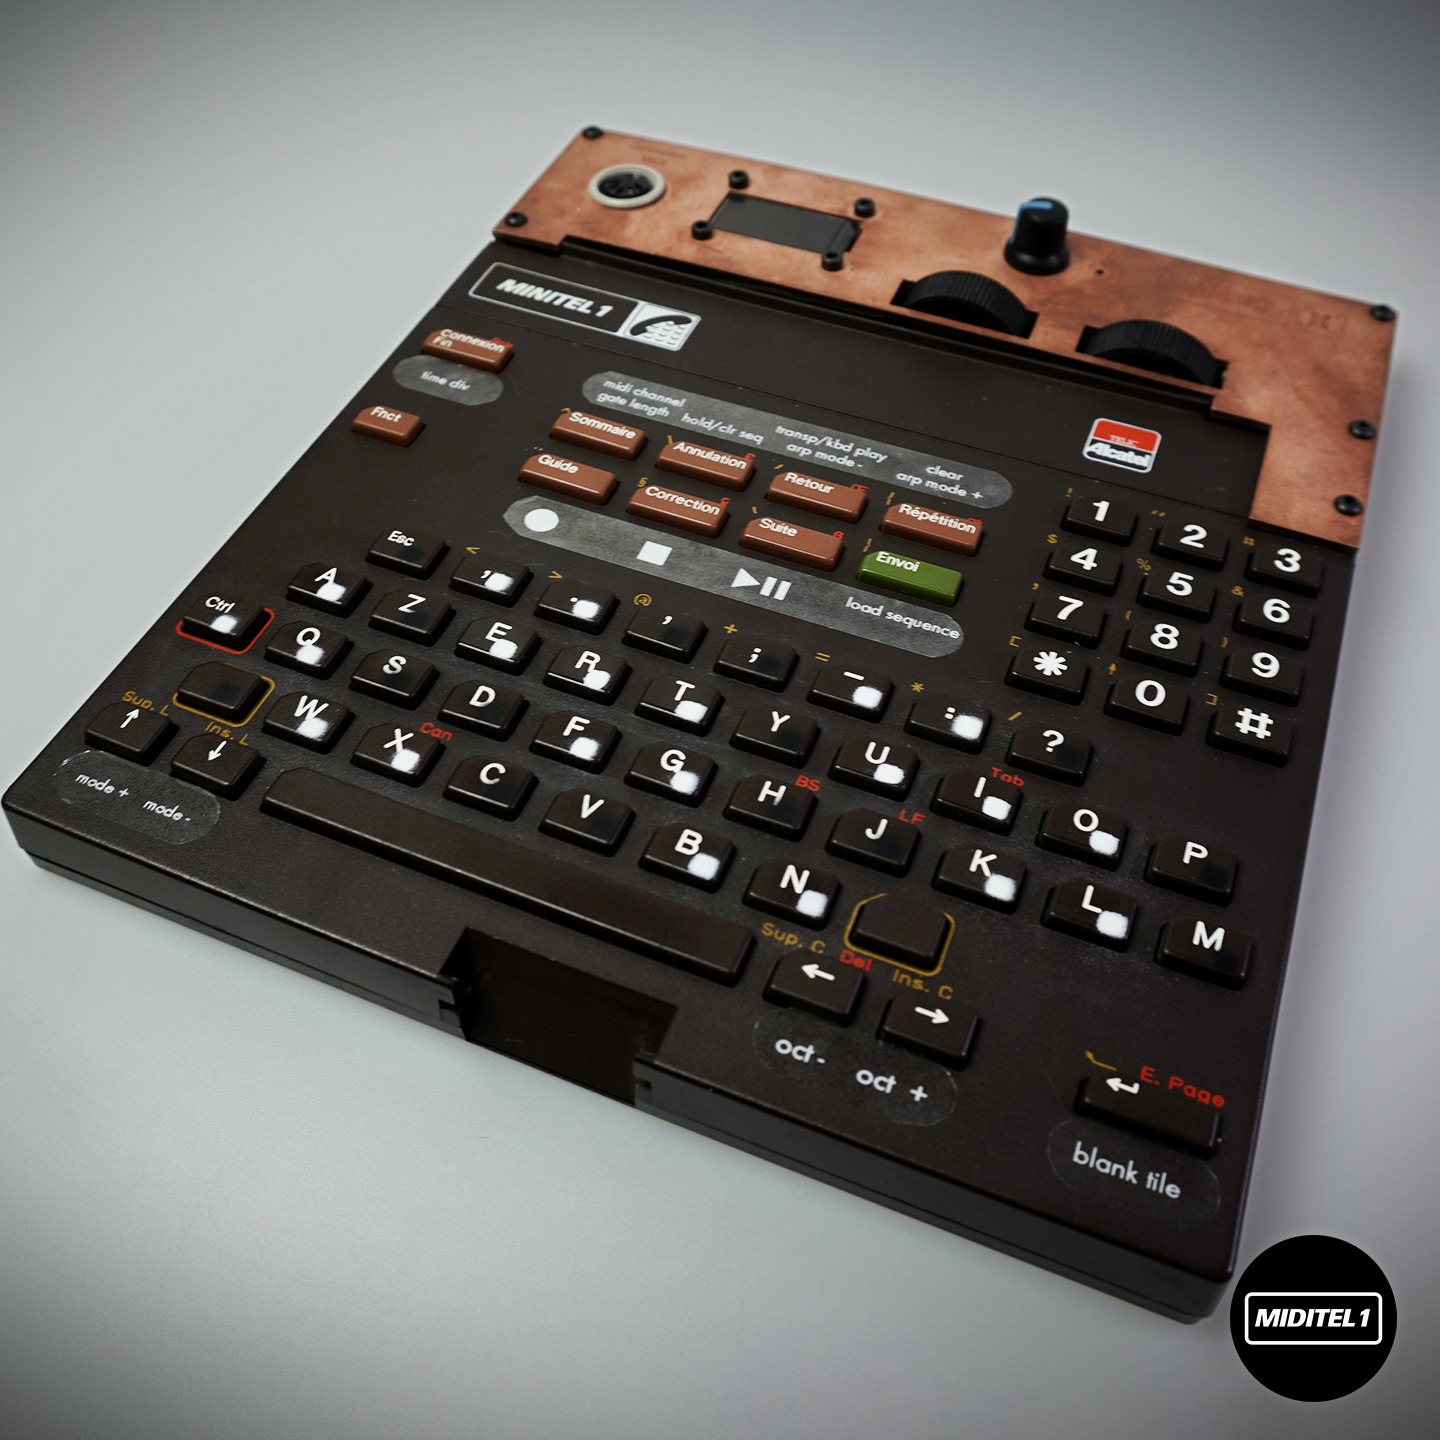 MINITEL 1
Connexion
Fin
time div
Fnct
midi channel
gate length
hold/clr seq
transp/kbd play
arp mode -
clear
arp mode +
TELIC
Alcatel
Sommaire
Annulation
Retour
Répétition
Guide
Correction
Suite
Envoi
load sequence
! 1 " 2 # 3
$ 4 % 5 & 6
' 7 ( 8 ) 9
[ * ↑ 0 ] #
Esc < , > . @ ' + ; = - * : / ?
A Z E R T Y U I Tab O P
Ctrl Q S D F G H BS J LF K L M
W X Can C V B N
Sup. L
↑
Ins. L
↓
mode + mode -
Sup. C
← Del
Ins. C
→
oct - oct +
↵ E. Page
blank tile
MIDITEL 1